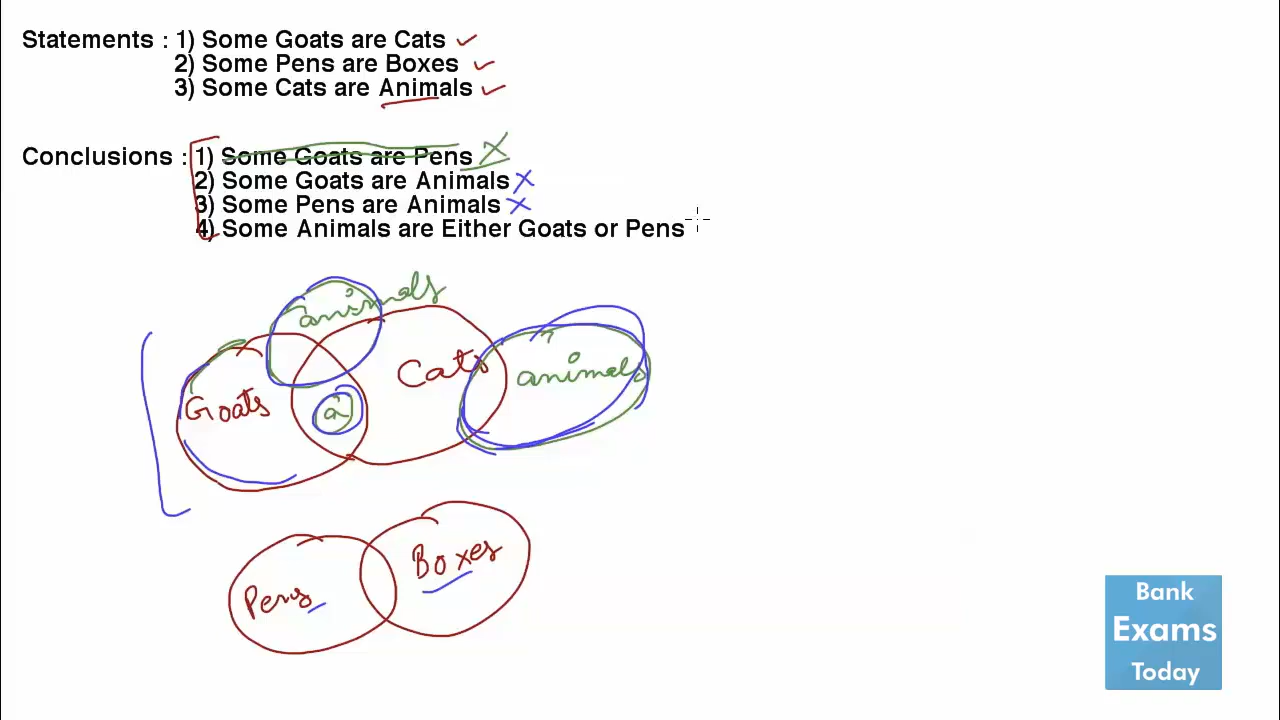 Statements : 1) Some Goats are Cats
2) Some Pens are Boxes
3) Some Cats are Animals
Conclusions : 1) Some Goats are Pens
2) Some Goats are Animals
3) Some Pens are Animals
4) Some Animals are Either Goats or Pens
animals
Cats
animals
Goats
a
Boxes
Pens
Bank
Exams
Today